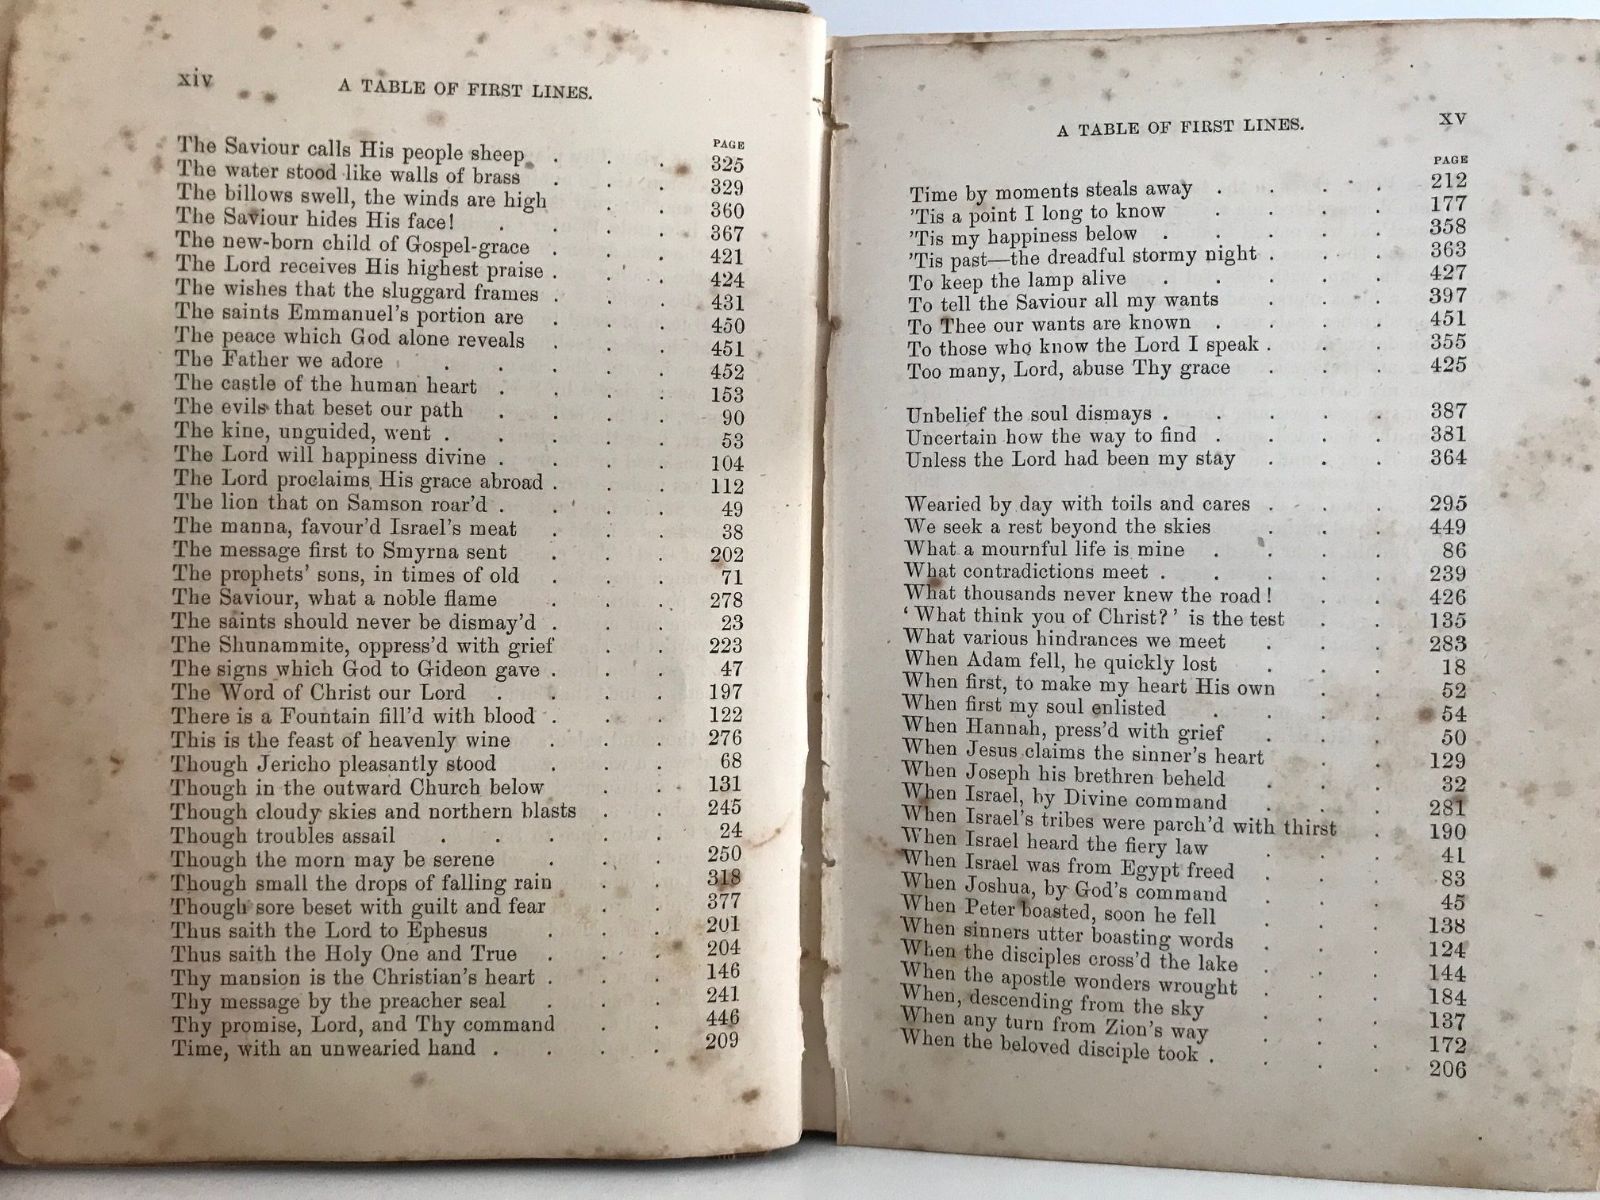 xiv A TABLE OF FIRST LINES.
PAGE
The Saviour calls His people sheep . . . 325
The water stood like walls of brass . . . 329
The billows swell, the winds are high . . 360
The Saviour hides His face! . . . . 367
The new-born child of Gospel-grace . . . 421
The Lord receives His highest praise . . . 424
The wishes that the sluggard frames . . . 431
The saints Emmanuel's portion are . . . 450
The peace which God alone reveals . . . 451
The Father we adore . . . . 452
The castle of the human heart . . . . 153
The evils that beset our path . . . . 90
The kine, unguided, went . . . . . 53
The Lord will happiness divine . . . . 104
The Lord proclaims His grace abroad . . . 112
The lion that on Samson roar'd . . . . 49
The manna, favour'd Israel's meat . . . 38
The message first to Smyrna sent . . . 202
The prophets' sons, in times of old . . . 71
The Saviour, what a noble flame . . . 278
The saints should never be dismay'd . . . 23
The Shunammite, oppress'd with grief . . 223
The signs which God to Gideon gave . . . 47
The Word of Christ our Lord . . . . 197
There is a Fountain fill'd with blood . . . 122
This is the feast of heavenly wine . . . 276
Though Jericho pleasantly stood . . . 68
Though in the outward Church below . . 131
Though cloudy skies and northern blasts . . 245
Though troubles assail . . . . . 24
Though the morn may be serene . . . 250
Though small the drops of falling rain . . 318
Though sore beset with guilt and fear . . 377
Thus saith the Lord to Ephesus . . . 201
Thus saith the Holy One and True . . . 204
Thy mansion is the Christian's heart . . . 146
Thy message by the preacher seal . . . 241
Thy promise, Lord, and Thy command . . 446
Time, with an unwearied hand . . . . 209
A TABLE OF FIRST LINES. xv
PAGE
Time by moments steals away . . . . 212
'Tis a point I long to know . . . . 177
'Tis my happiness below . . . . . 358
'Tis past—the dreadful stormy night . . . 363
To keep the lamp alive . . . . . 427
To tell the Saviour all my wants . . . 397
To Thee our wants are known . . . . 451
To those who know the Lord I speak . . . 355
Too many, Lord, abuse Thy grace . . . 425
Unbelief the soul dismays . . . . . 387
Uncertain how the way to find . . . . 381
Unless the Lord had been my stay . . . 364
Wearied by day with toils and cares . . . 295
We seek a rest beyond the skies . . . 449
What a mournful life is mine . . . . 86
What contradictions meet . . . . . 239
What thousands never knew the road! . . 426
‘What think you of Christ?’ is the test . . 135
What various hindrances we meet . . . 283
When Adam fell, he quickly lost . . . 18
When first, to make my heart His own . . 52
When first my soul enlisted . . . . 54
When Hannah, press'd with grief . . . 50
When Jesus claims the sinner's heart . . 129
When Joseph his brethren beheld . . . 32
When Israel, by Divine command . . . 281
When Israel's tribes were parch'd with thirst . 190
When Israel heard the fiery law . . . 41
When Israel was from Egypt freed . . . 83
When Joshua, by God's command . . . 45
When Peter boasted, soon he fell . . . 138
When sinners utter boasting words . . . 124
When the disciples cross'd the lake . . . 144
When the apostle wonders wrought . . . 184
When, descending from the sky . . . 137
When any turn from Zion's way . . . 172
When the beloved disciple took . . . . 206